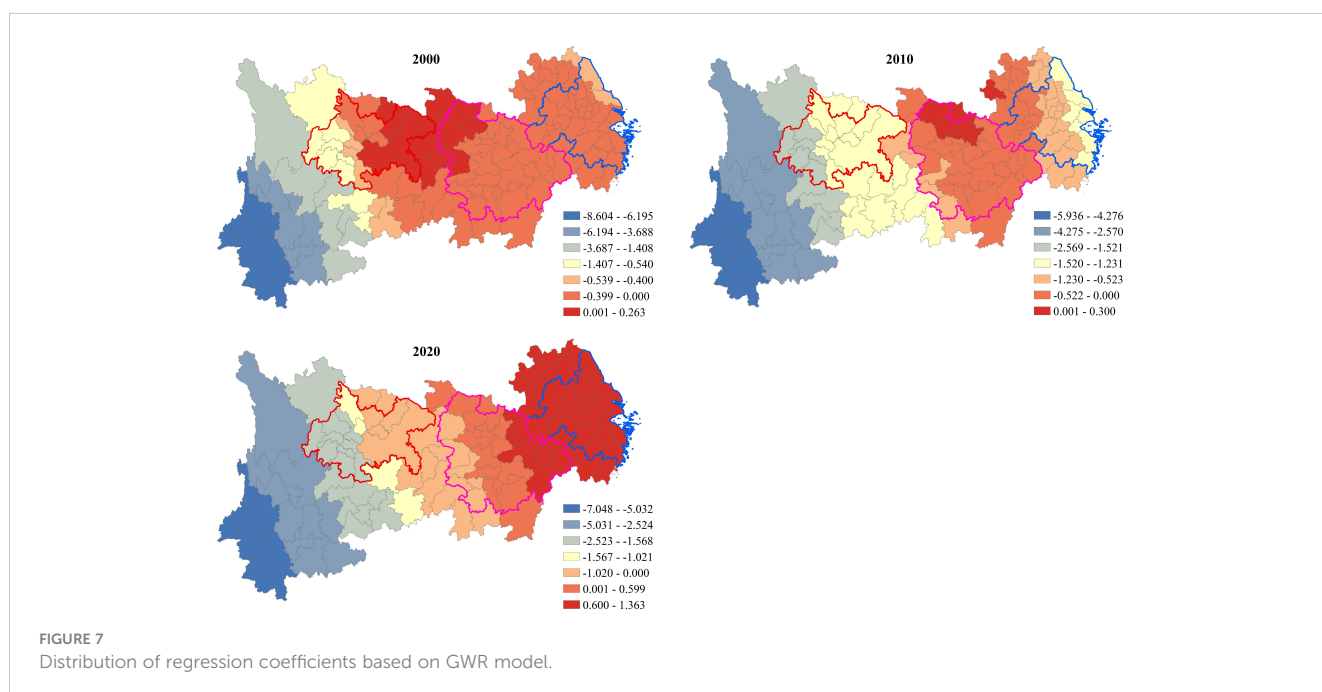 2000
-8.604 - -6.195
-6.194 - -3.688
-3.687 - -1.408
-1.407 - -0.540
-0.539 - -0.400
-0.399 - 0.000
0.001 - 0.263
2010
-5.936 - -4.276
-4.275 - -2.570
-2.569 - -1.521
-1.520 - -1.231
-1.230 - -0.523
-0.522 - 0.000
0.001 - 0.300
2020
-7.048 - -5.032
-5.031 - -2.524
-2.523 - -1.568
-1.567 - -1.021
-1.020 - 0.000
0.001 - 0.599
0.600 - 1.363
FIGURE 7
Distribution of regression coefficients based on GWR model.